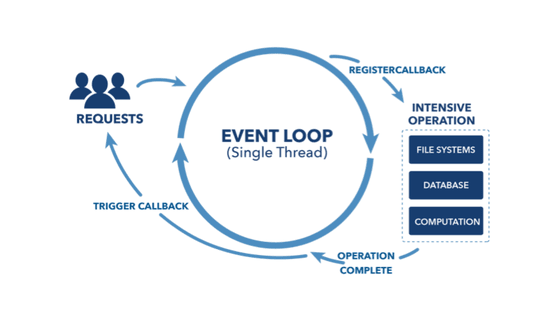 REGISTERCALLBACK
REQUESTS
INTENSIVE
OPERATION
EVENT LOOP
(Single Thread)
FILE SYSTEMS
DATABASE
COMPUTATION
TRIGGER CALLBACK
OPERATION
COMPLETE